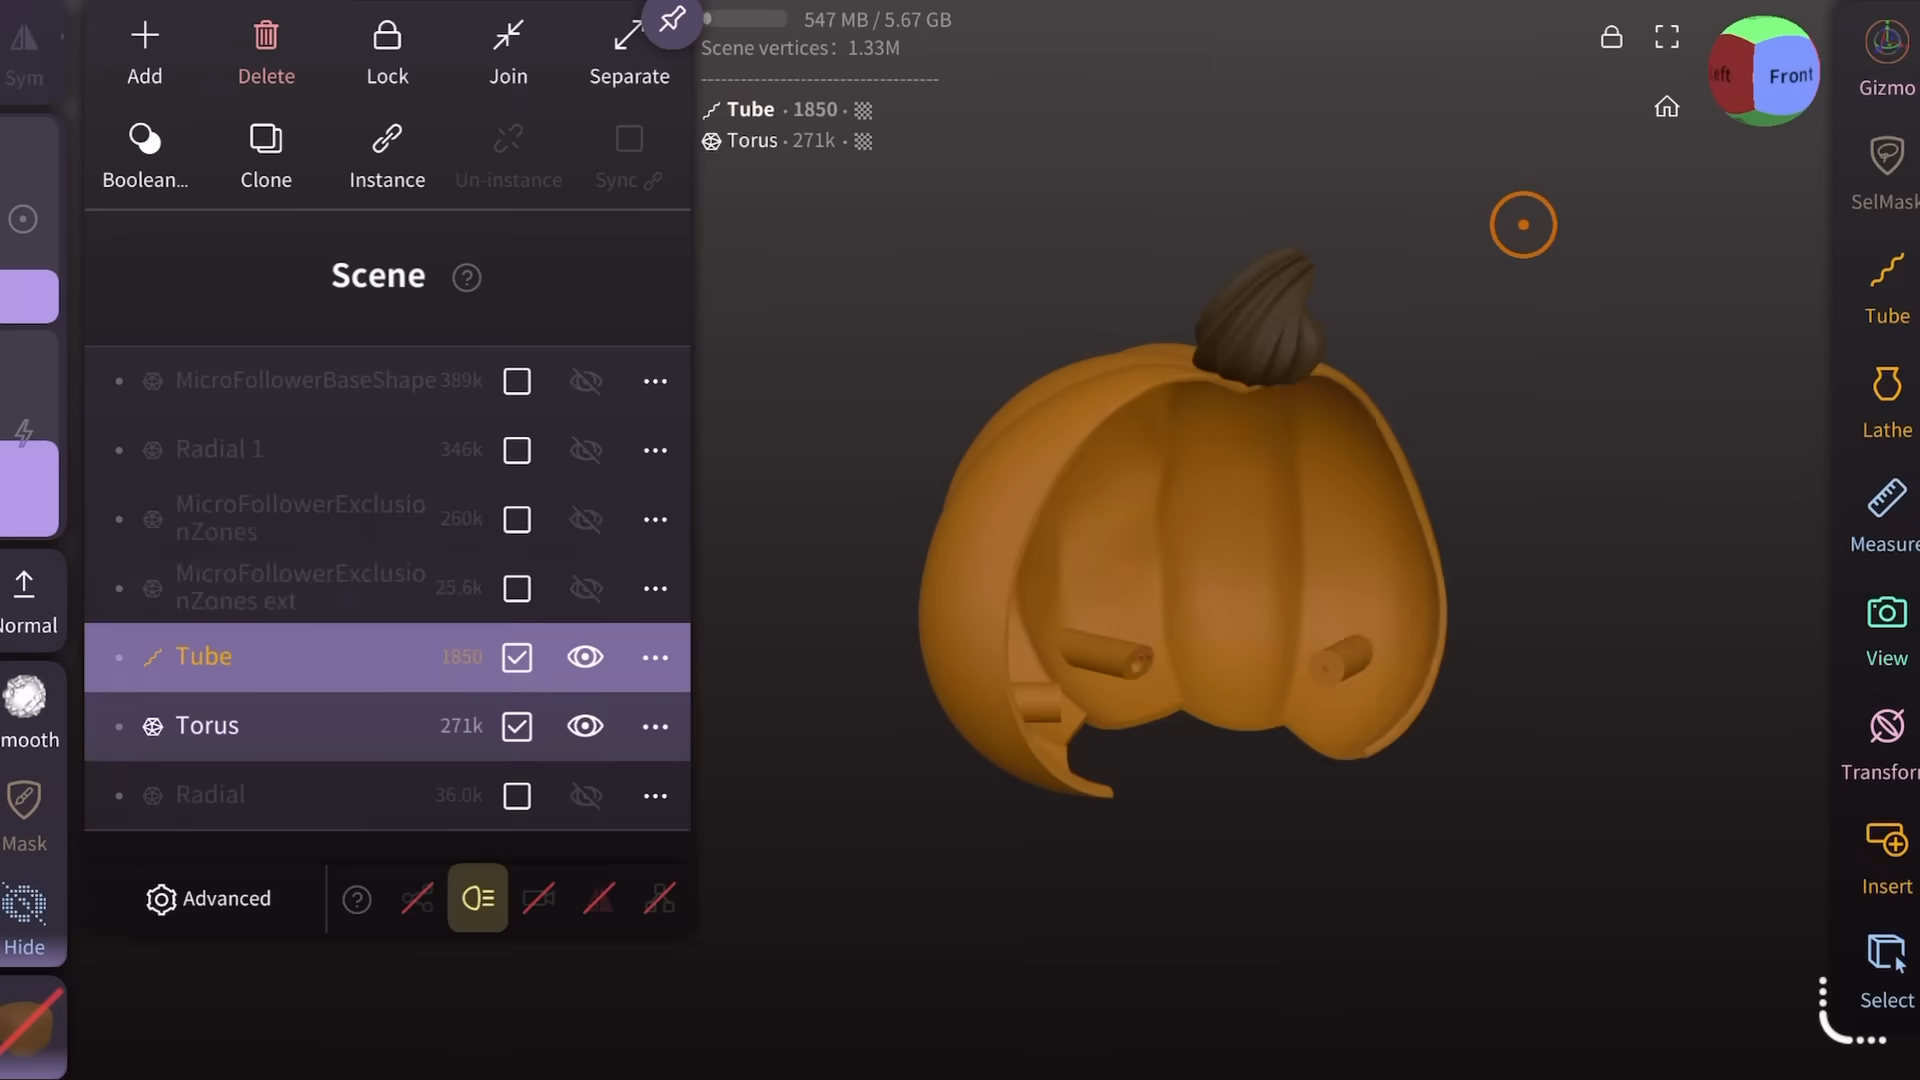 Sym
Add
Delete
Lock
Join
Separate
547 MB / 5.67 GB
Scene vertices: 1.33M
------------------------------------
Tube · 1850 ·
Torus · 271k ·
Boolean...
Clone
Instance
Un-instance
Sync
Scene ?
MicroFollowerBaseShape 389k
Radial 1 346k
MicroFollowerExclusio
nZones 260k
MicroFollowerExclusio
nZones ext 25.6k
Tube 1850
Torus 271k
Radial 36.0k
Advanced ?
Normal
mooth
Mask
Hide
Left Front
Gizmo
SelMask
Tube
Lathe
Measure
View
Transform
Insert
Select